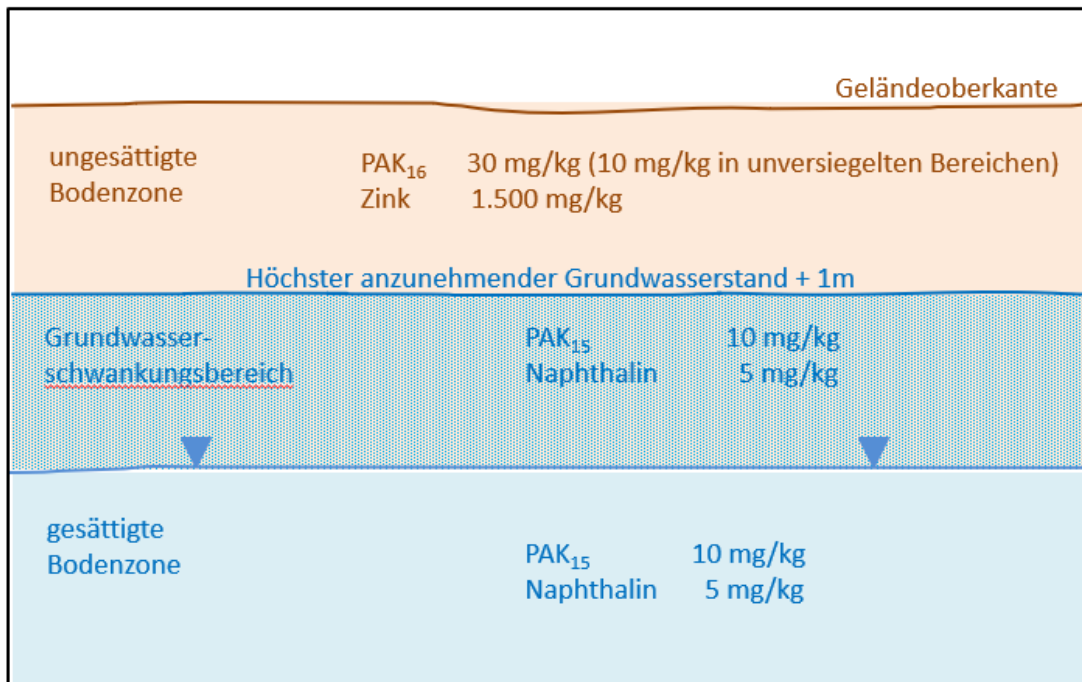 Geländeoberkante
ungesättigte
Bodenzone
PAK₁₆ 30 mg/kg (10 mg/kg in unversiegelten Bereichen)
Zink 1.500 mg/kg
Höchster anzunehmender Grundwasserstand + 1m
Grundwasser-
schwankungsbereich
PAK₁₅ 10 mg/kg
Naphthalin 5 mg/kg
gesättigte
Bodenzone
PAK₁₅ 10 mg/kg
Naphthalin 5 mg/kg